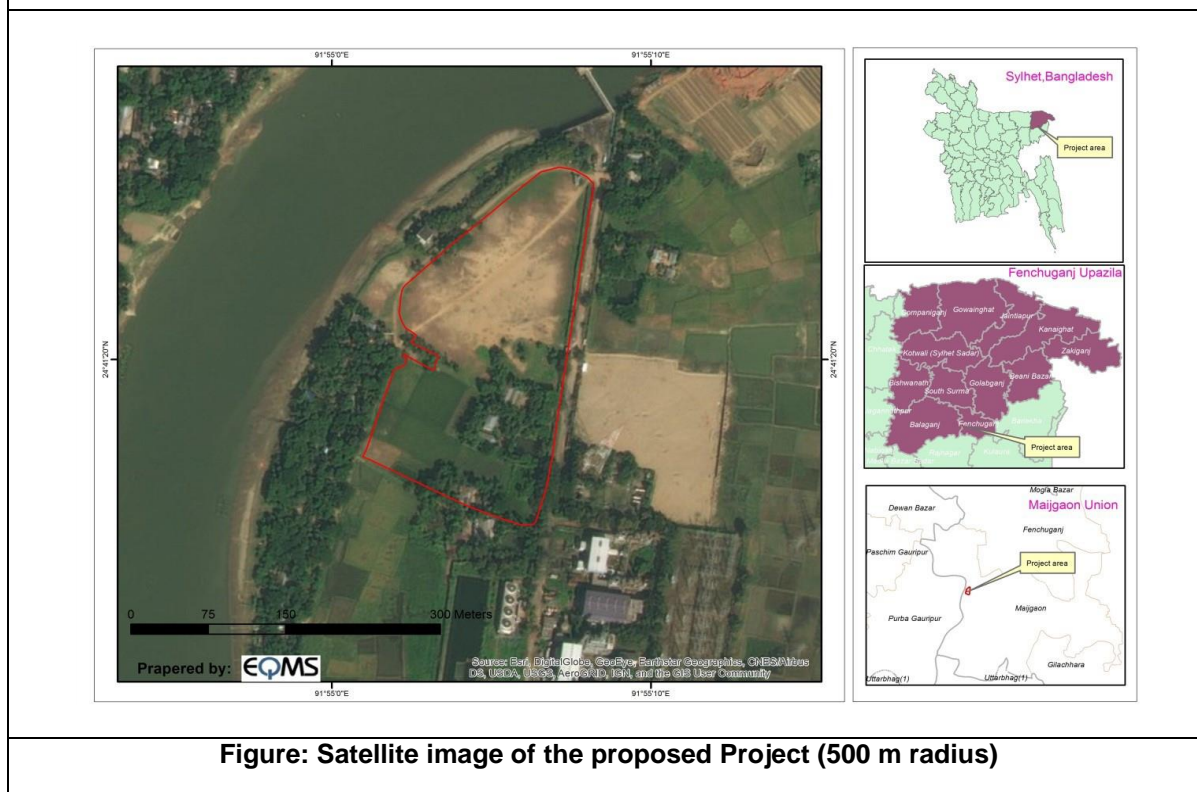 91°55'0"E
91°55'10"E
24°41'20"N
24°41'20"N
0 75 150 300 Meters
Prapered by: EQMS
Source: Esri, DigitalGlobe, GeoEye, Earthstar Geographics, CNES/Airbus
DS, USDA, USGS, AeroGRID, IGN, and the GIS User Community
91°55'0"E
91°55'10"E
Sylhet,Bangladesh
Project area
Fenchuganj Upazila
Companiganj
Gowainghat
Jaintiapur
Kanaighat
Zakiganj
Kotwali (Sylhet Sadar)
Beani Bazar
Bishwanath
South Surma
Golabganj
Balaganj
Fenchuganj
Project area
Rajnagar
Kulaura
Maijgaon Union
Mogla Bazar
Dewan Bazar
Fenchuganj
Paschim Gauripur
Project area
Maijgaon
Purba Gauripur
Gilachhara
Uttarbhag(1)
Uttarbhag(1)
Figure: Satellite image of the proposed Project (500 m radius)